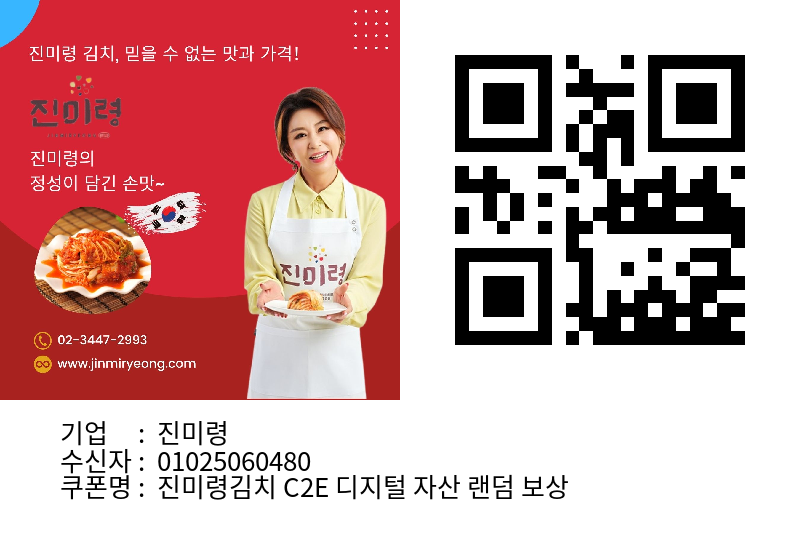 진미령 김치, 믿을 수 없는 맛과 가격!
진미령
진미령의
정성이 담긴 손맛~
진미령
02-3447-2993
www.jinmiryeong.com
기업 : 진미령
수신자 : 01025060480
쿠폰명 : 진미령김치 C2E 디지털 자산 랜덤 보상